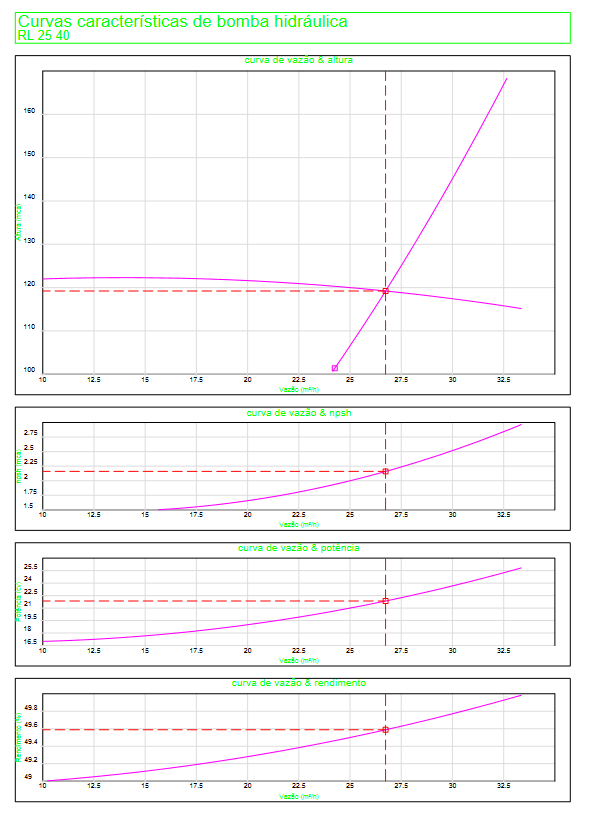 Curvas características de bomba hidráulica
RL 25 40
curva de vazão & altura
160
150
140
130
120
110
100
Altura (mca)
10 12.5 15 17.5 20 22.5 25 27.5 30 32.5
Vazão (m³/h)
curva de vazão & npsh
2.75
2.5
2.25
2
1.75
1.5
npsh (mca)
10 12.5 15 17.5 20 22.5 25 27.5 30 32.5
Vazão (m³/h)
curva de vazão & potência
25.5
24
22.5
21
19.5
18
16.5
Potência (cv)
10 12.5 15 17.5 20 22.5 25 27.5 30 32.5
Vazão (m³/h)
curva de vazão & rendimento
49.8
49.6
49.4
49.2
49
Rendimento (%)
10 12.5 15 17.5 20 22.5 25 27.5 30 32.5
Vazão (m³/h)